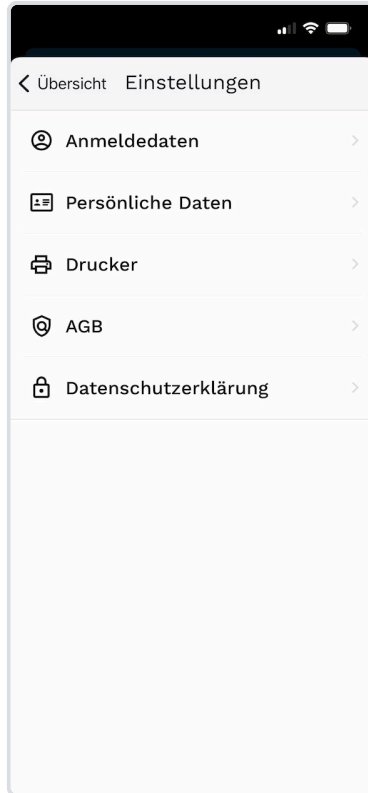 Übersicht Einstellungen
Anmeldedaten
Persönliche Daten
Drucker
AGB
Datenschutzerklärung